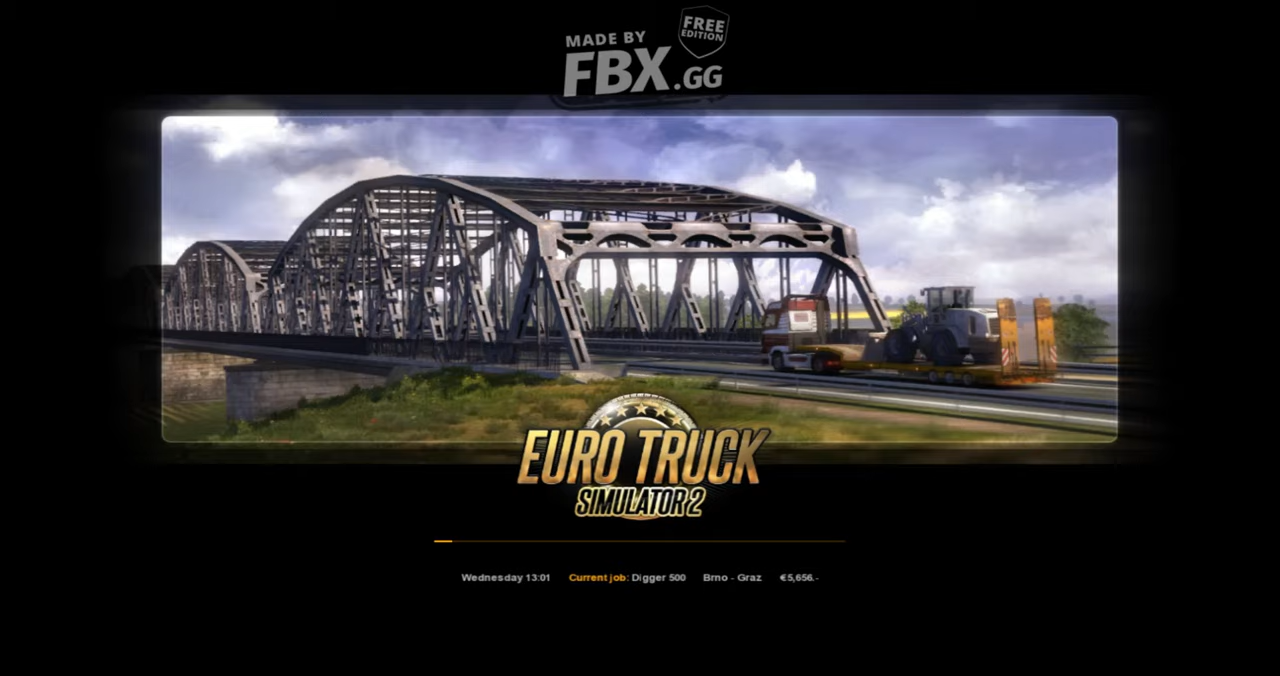 MADE BY
FREE
EDITION
FBX.GG
EURO TRUCK
SIMULATOR 2
Wednesday 13:01 Current job: Digger 500 Brno - Graz €5,656.-